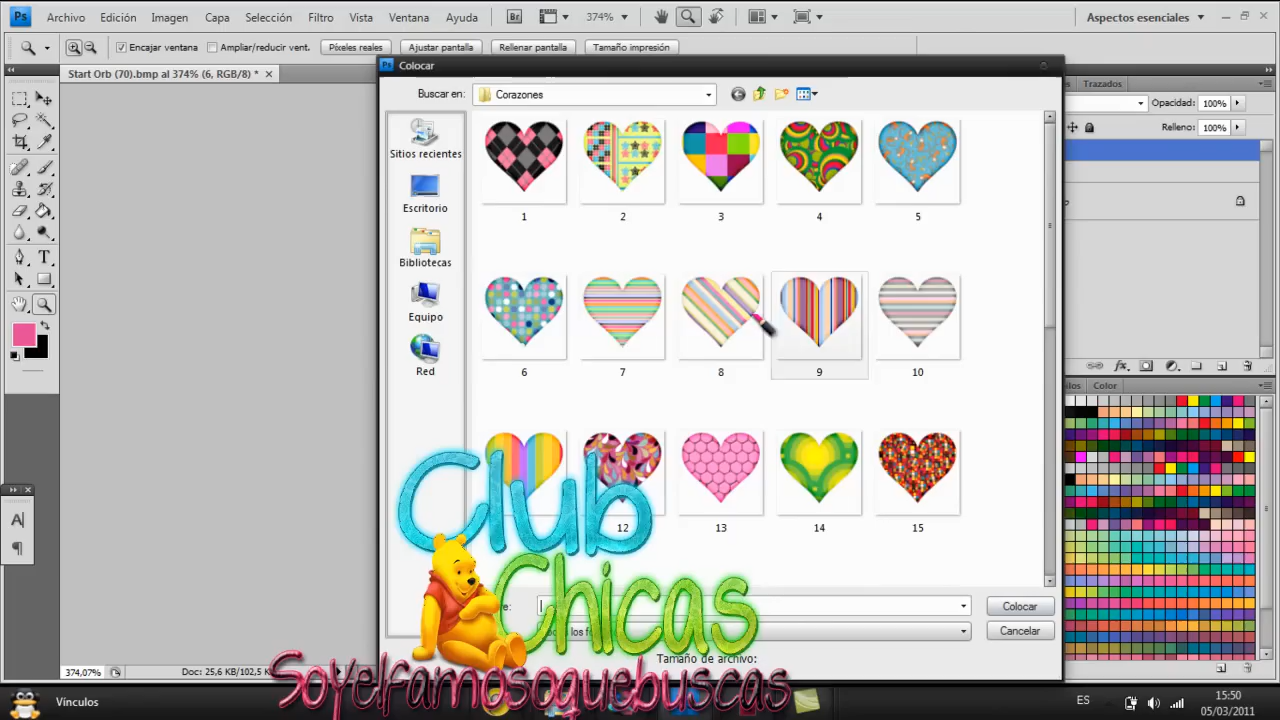 Ps Archivo Edición Imagen Capa Selección Filtro Vista Ventana Ayuda Br 374% Aspectos esenciales
Encajar ventana Ampliar/reducir vent. Píxeles reales Ajustar pantalla Rellenar pantalla Tamaño impresión
Start Orb (70).bmp al 374% (6, RGB/8) *
Colocar
Buscar en: Corazones
Trazados
Opacidad: 100%
Relleno: 100%
Sitios recientes
Escritorio
Bibliotecas
Equipo
Red
1 2 3 4 5
6 7 8 9 10
12 13 14 15
Color
Club
Chicas
Soyelfamosoquebuscas
Colocar
Cancelar
Tamaño de archivo:
374,07% Doc: 25,6 KB/102,
Vínculos
ES
15:50
05/03/2011